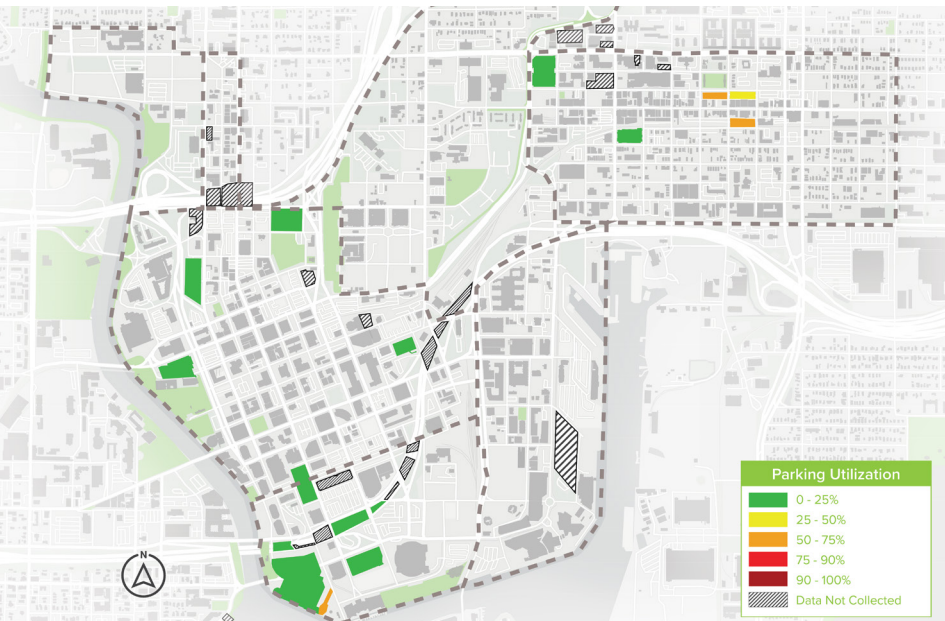 N
Parking Utilization
0 - 25%
25 - 50%
50 - 75%
75 - 90%
90 - 100%
Data Not Collected